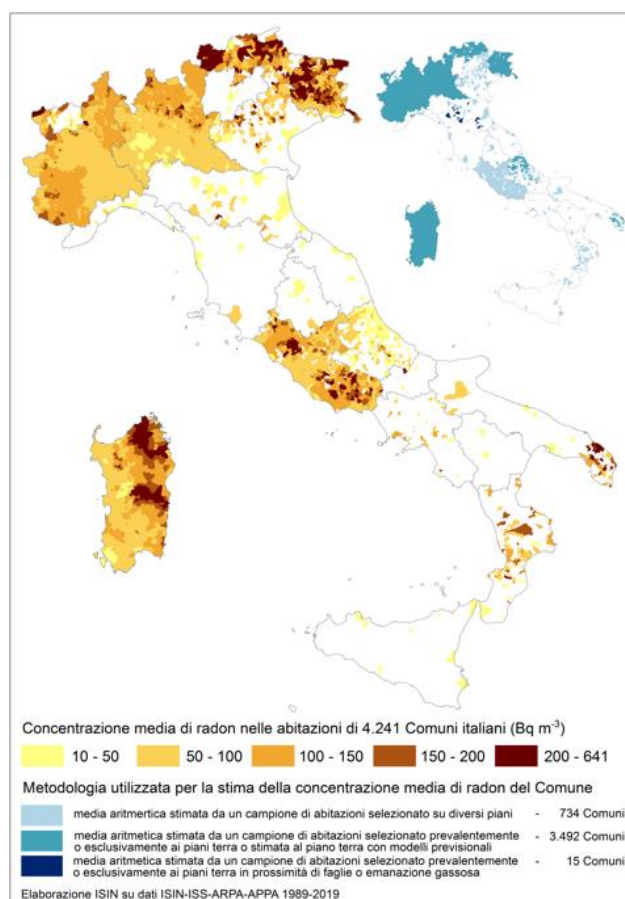 Concentrazione media di radon nelle abitazioni di 4.241 Comuni italiani (Bq m⁻³)
10 - 50 50 - 100 100 - 150 150 - 200 200 - 641
Metodologia utilizzata per la stima della concentrazione media di radon del Comune
media aritmertica stimata da un campione di abitazioni selezionato su diversi piani - 734 Comuni
media aritmetica stimata da un campione di abitazioni selezionato prevalentemente - 3.492 Comuni
o esclusivamente ai piani terra o stimata al piano terra con modelli previsionali
media aritmetica stimata da un campione di abitazioni selezionato prevalentemente - 15 Comuni
o esclusivamente ai piani terra in prossimità di faglie o emanazione gassosa
Elaborazione ISIN su dati ISIN-ISS-ARPA-APPA 1989-2019